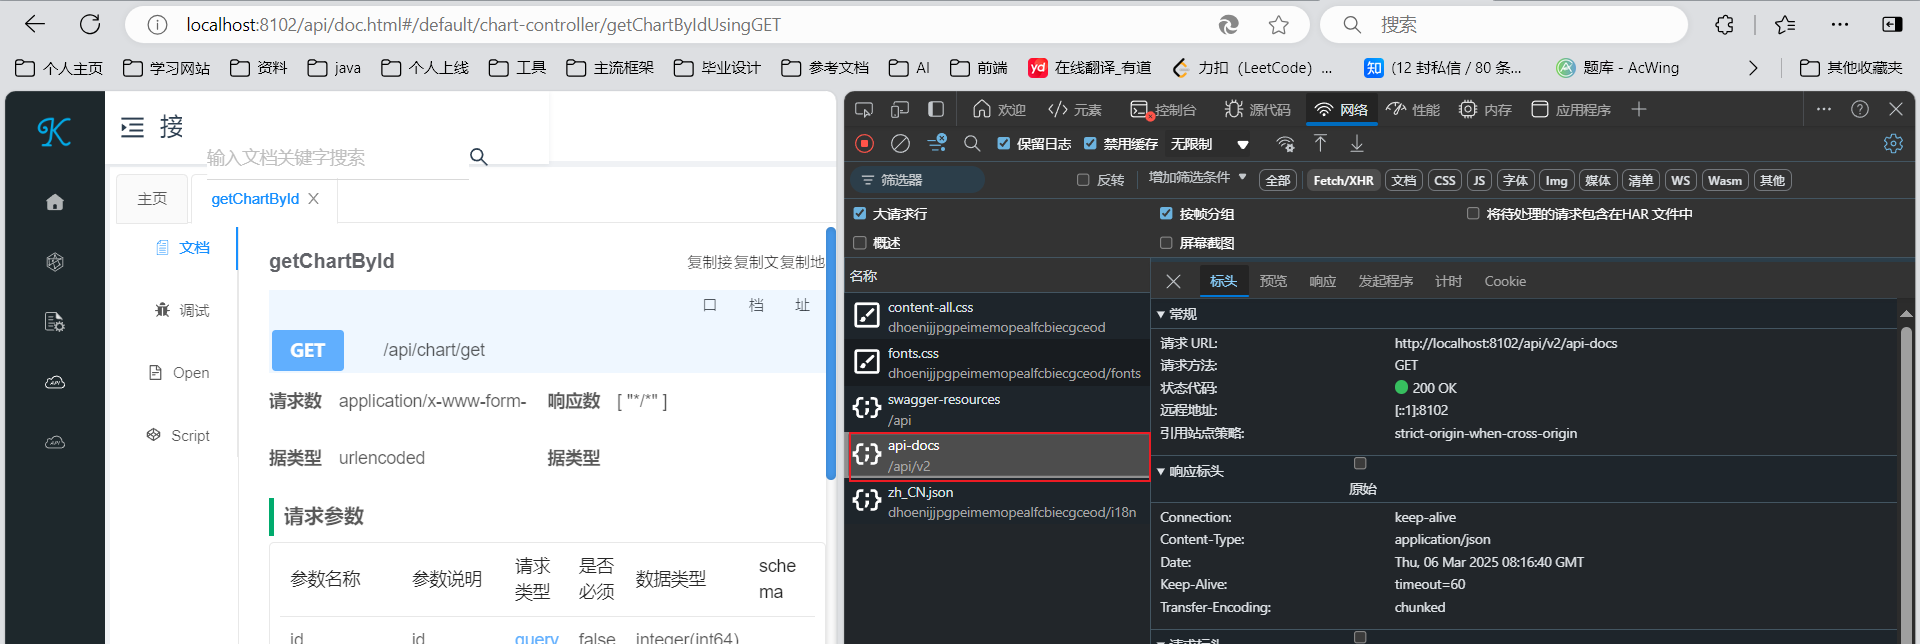 localhost:8102/api/doc.html#/default/chart-controller/getChartByIdUsingGET
搜索
个人主页 学习网站 资料 java 个人上线 工具 主流框架 毕业设计 参考文档 AI 前端 yd 在线翻译_有道 力扣（LeetCode）... 知 (12 封私信 / 80 条... 题库 - AcWing 其他收藏夹
K
接
输入文档关键字搜索
主页 getChartById
文档
调试
Open
Script
getChartById
复制接复制文复制地
口 档 址
GET /api/chart/get
请求数 application/x-www-form- 响应数 [ "*/*" ]
据类型 urlencoded 据类型
请求参数
参数名称 参数说明 请求 是否 数据类型 sche
类型 必须 ma
id id query false integer(int64)
欢迎 元素 控制台 源代码 网络 性能 内存 应用程序
保留日志 禁用缓存 无限制
筛选器 反转 增加筛选条件 全部 Fetch/XHR 文档 CSS JS 字体 Img 媒体 清单 WS Wasm 其他
大请求行 按帧分组 将待处理的请求包含在HAR 文件中
概述 屏幕截图
名称
content-all.css
dhoenijjpgpeimemopealfcbiecgceod
fonts.css
dhoenijjpgpeimemopealfcbiecgceod/fonts
swagger-resources
/api
api-docs
/api/v2
zh_CN.json
dhoenijjpgpeimemopealfcbiecgceod/i18n
标头 预览 响应 发起程序 计时 Cookie
常规
请求 URL: http://localhost:8102/api/v2/api-docs
请求方法: GET
状态代码: 200 OK
远程地址: [::1]:8102
引用站点策略: strict-origin-when-cross-origin
响应标头
原始
Connection: keep-alive
Content-Type: application/json
Date: Thu, 06 Mar 2025 08:16:40 GMT
Keep-Alive: timeout=60
Transfer-Encoding: chunked
请求标头